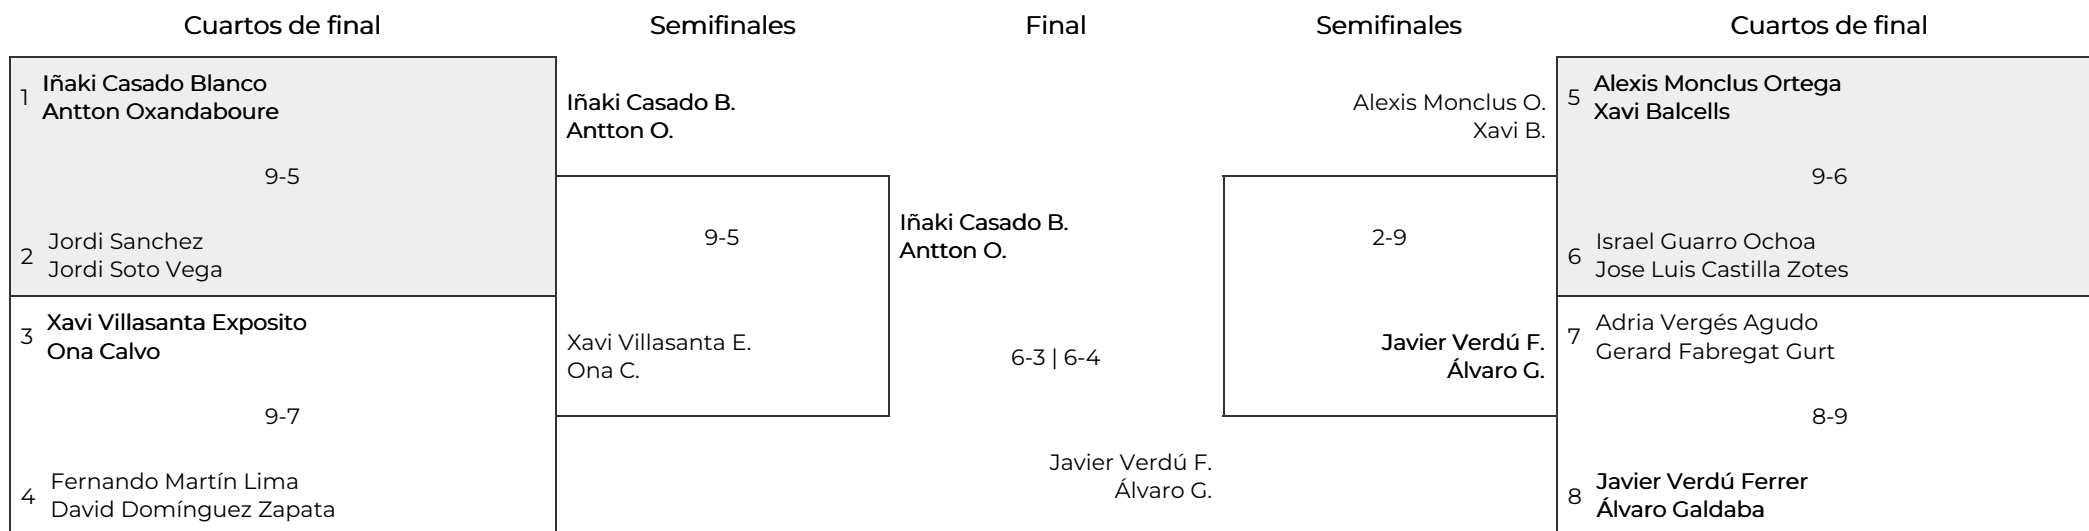 Cuartos de final
Semifinales
Final
Semifinales
Cuartos de final
1
Iñaki Casado Blanco
Antton Oxandaboure
9-5
2
Jordi Sanchez
Jordi Soto Vega
3
Xavi Villasanta Exposito
Ona Calvo
9-7
4
Fernando Martín Lima
David Domínguez Zapata
Iñaki Casado B.
Antton O.
9-5
Xavi Villasanta E.
Ona C.
Iñaki Casado B.
Antton O.
6-3 | 6-4
Javier Verdú F.
Álvaro G.
Alexis Monclus O.
Xavi B.
2-9
Javier Verdú F.
Álvaro G.
5
Alexis Monclus Ortega
Xavi Balcells
9-6
6
Israel Guarro Ochoa
Jose Luis Castilla Zotes
7
Adria Vergés Agudo
Gerard Fabregat Gurt
8-9
8
Javier Verdú Ferrer
Álvaro Galdaba